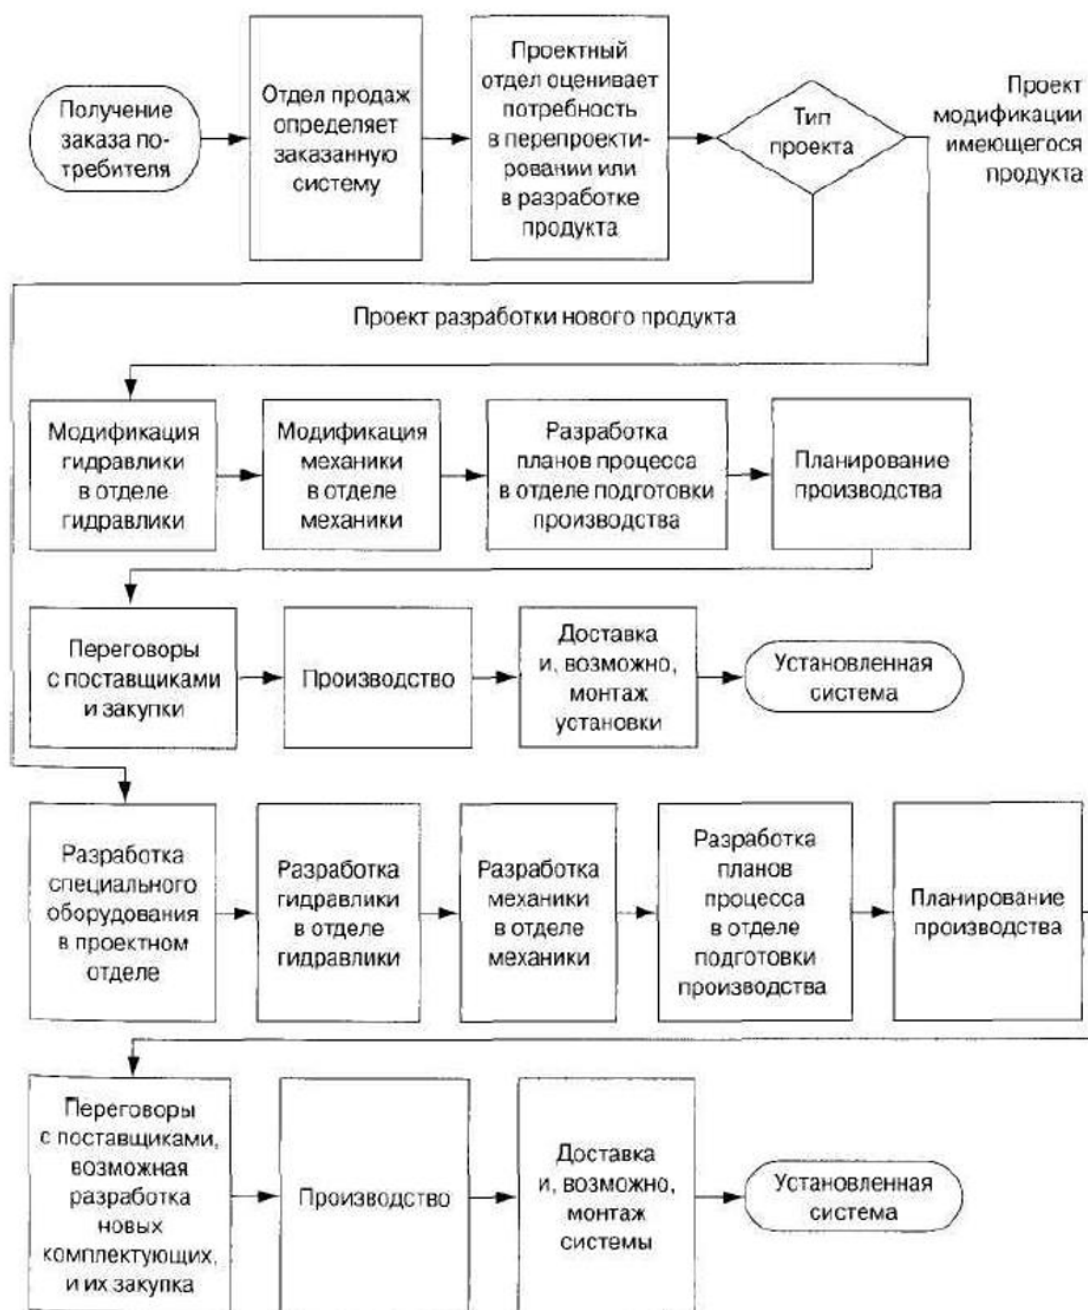 Получение
заказа по-
требителя
Отдел продаж
определяет
заказанную
систему
Проектный
отдел оценивает
потребность
в перепроекти-
ровании или
в разработке
продукта
Тип
проекта
Проект
модификации
имеющегося
продукта
Проект разработки нового продукта
Модификация
гидравлики
в отделе
гидравлики
Модификация
механики
в отделе
механики
Разработка
планов процесса
в отделе подготовки
производства
Планирование
производства
Переговоры
с поставщиками
и закупки
Производство
Доставка
и, возможно,
монтаж
установки
Установленная
система
Разработка
специального
оборудования
в проектном
отделе
Разработка
гидравлики
в отделе
гидравлики
Разработка
механики
в отделе
механики
Разработка
планов
процесса
в отделе
подготовки
производства
Планирование
производства
Переговоры
с поставщиками,
возможная
разработка
новых
комплектующих,
и их закупка
Производство
Доставка
и, возможно,
монтаж
системы
Установленная
система